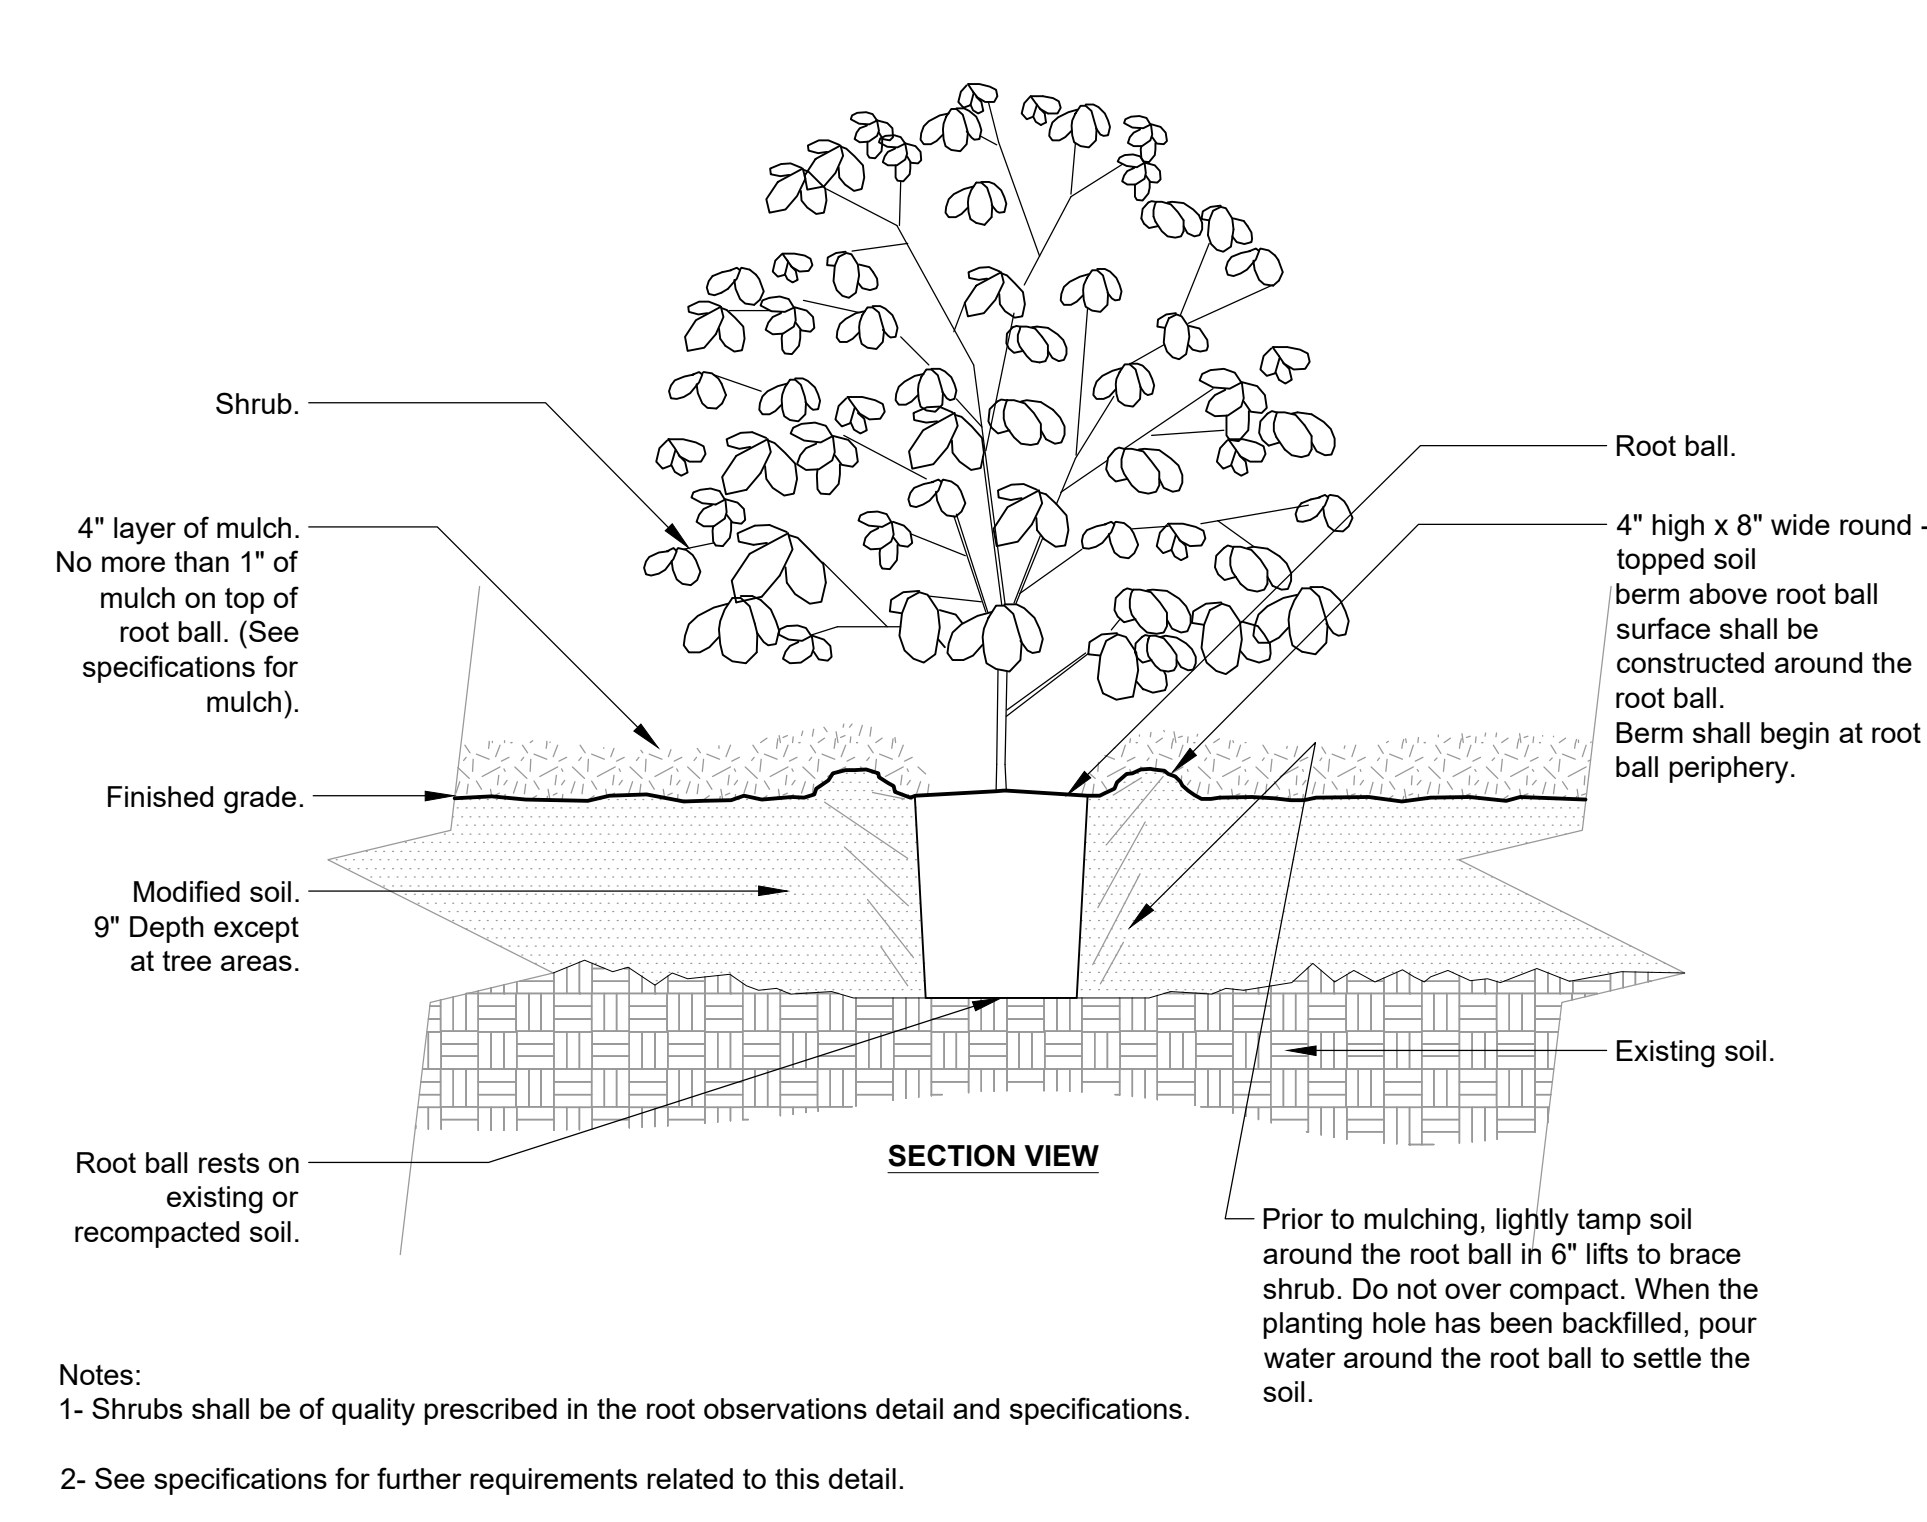 Shrub.
4" layer of mulch.
No more than 1" of
mulch on top of
root ball. (See
specifications for
mulch).
Finished grade.
Modified soil.
9" Depth except
at tree areas.
Root ball rests on
existing or
recompacted soil.
Root ball.
4" high x 8" wide round -
topped soil
berm above root ball
surface shall be
constructed around the
root ball.
Berm shall begin at root
ball periphery.
Existing soil.
SECTION VIEW
Prior to mulching, lightly tamp soil
around the root ball in 6" lifts to brace
shrub. Do not over compact. When the
planting hole has been backfilled, pour
water around the root ball to settle the
soil.
Notes:
1- Shrubs shall be of quality prescribed in the root observations detail and specifications.
2- See specifications for further requirements related to this detail.